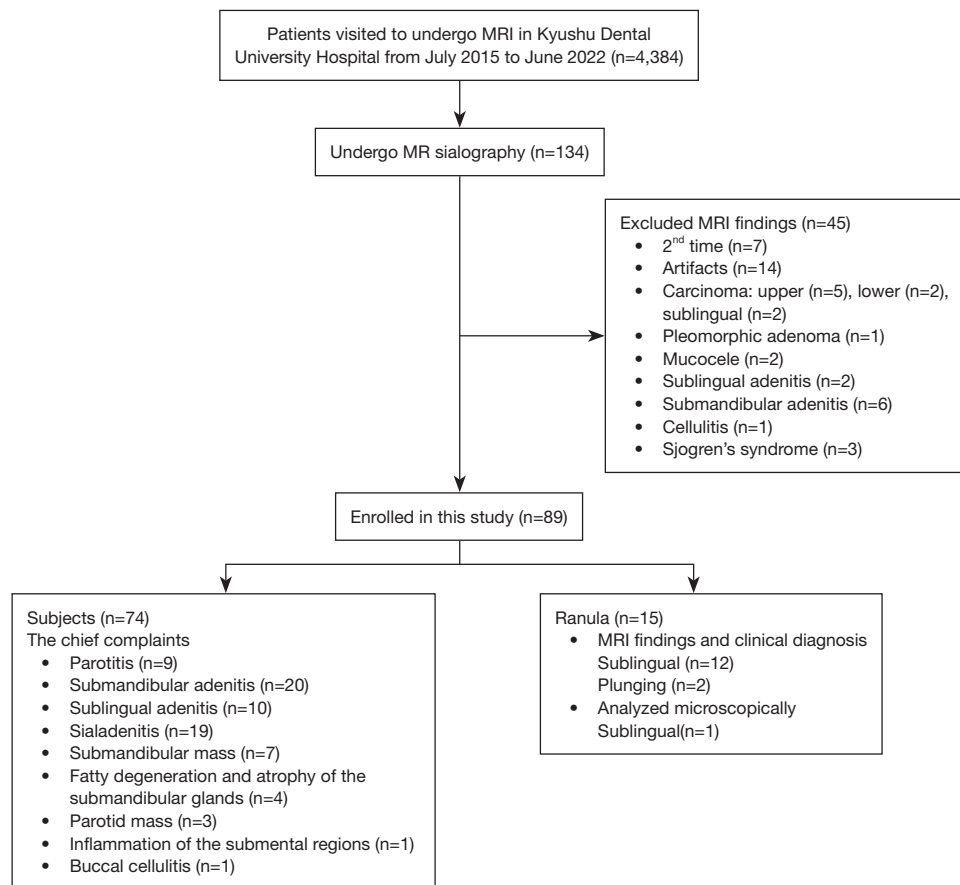 Patients visited to undergo MRI in Kyushu Dental
University Hospital from July 2015 to June 2022 (n=4,384)
Undergo MR sialography (n=134)
Excluded MRI findings (n=45)
• 2nd time (n=7)
• Artifacts (n=14)
• Carcinoma: upper (n=5), lower (n=2),
sublingual (n=2)
• Pleomorphic adenoma (n=1)
• Mucocele (n=2)
• Sublingual adenitis (n=2)
• Submandibular adenitis (n=6)
• Cellulitis (n=1)
• Sjogren's syndrome (n=3)
Enrolled in this study (n=89)
Subjects (n=74)
The chief complaints
• Parotitis (n=9)
• Submandibular adenitis (n=20)
• Sublingual adenitis (n=10)
• Sialadenitis (n=19)
• Submandibular mass (n=7)
• Fatty degeneration and atrophy of the
submandibular glands (n=4)
• Parotid mass (n=3)
• Inflammation of the submental regions (n=1)
• Buccal cellulitis (n=1)
Ranula (n=15)
• MRI findings and clinical diagnosis
Sublingual (n=12)
Plunging (n=2)
• Analyzed microscopically
Sublingual(n=1)